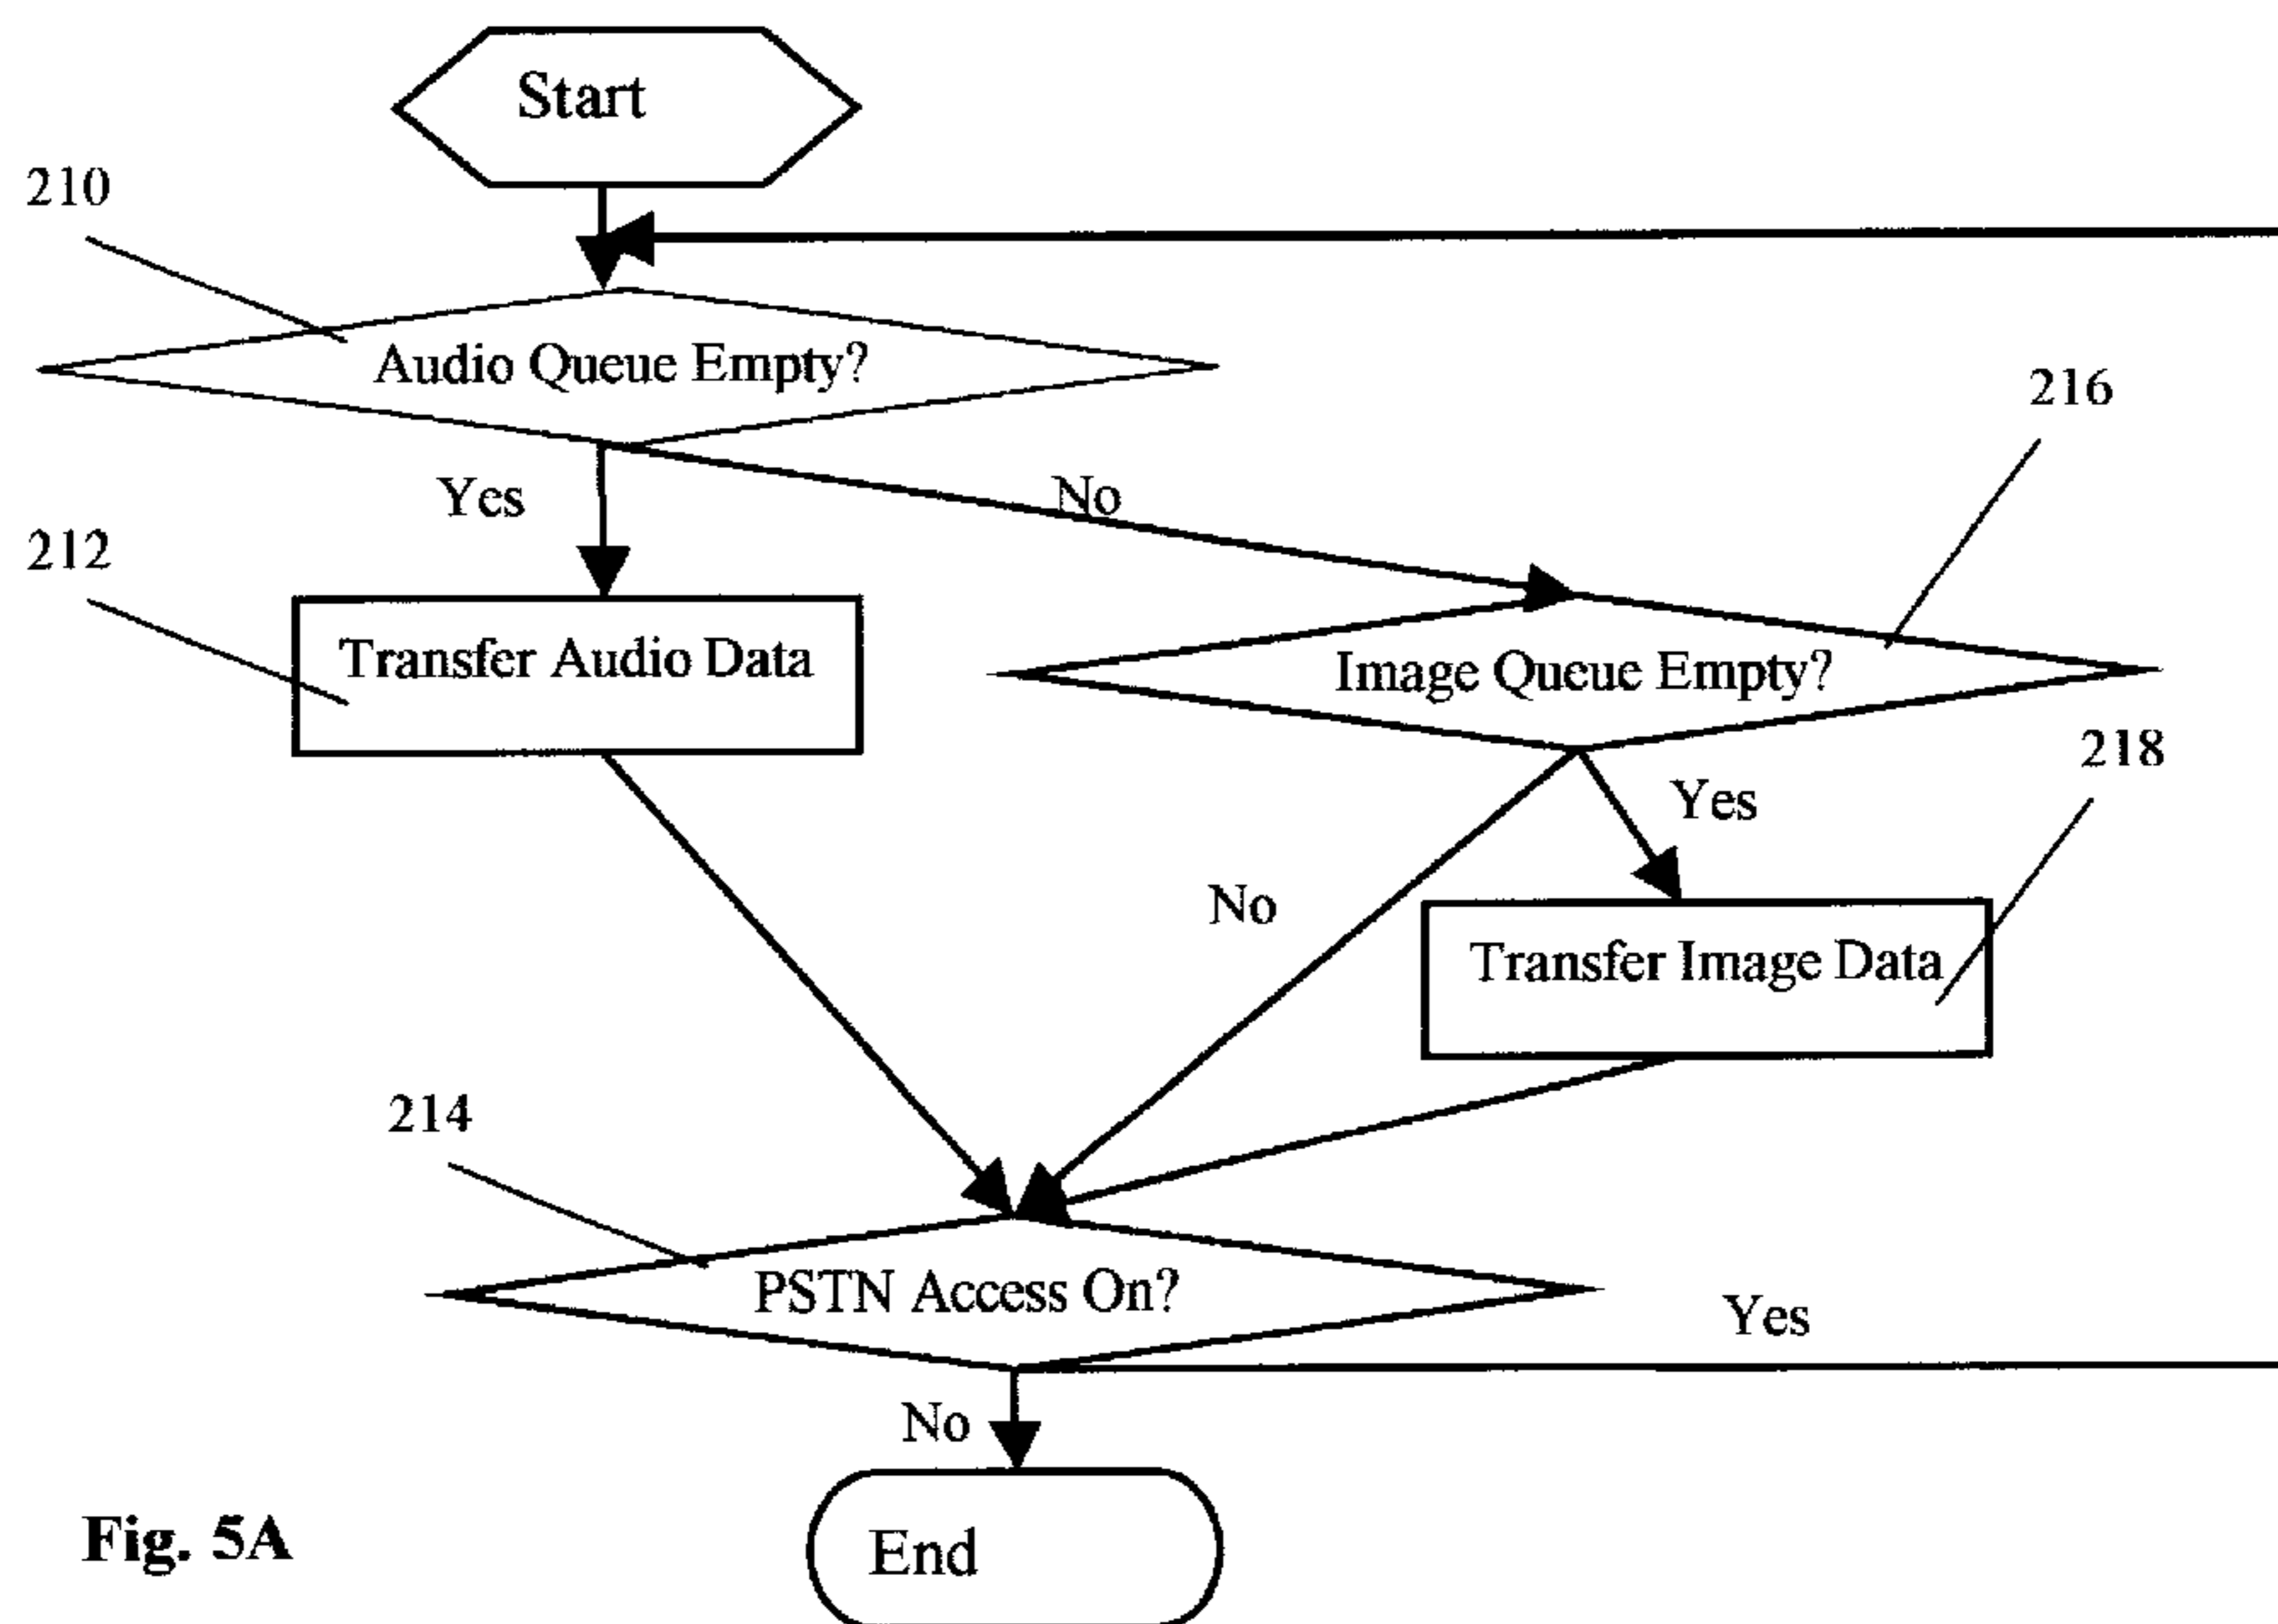 Start
210
Audio Queue Empty?
216
Yes
No
212
Transfer Audio Data
Image Queue Empty?
218
Yes
No
Transfer Image Data
214
PSTN Access On?
Yes
No
Fig. 5A
End